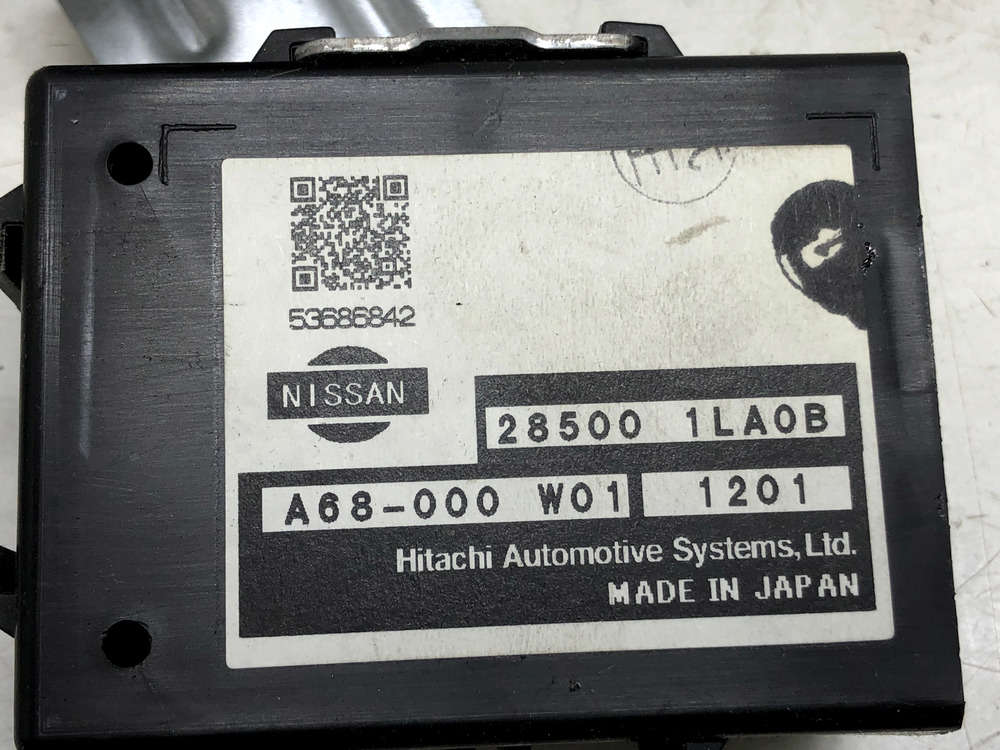 53686842
NISSAN
28500 1LA0B
A68-000 W01 1201
Hitachi Automotive Systems, Ltd.
MADE IN JAPAN